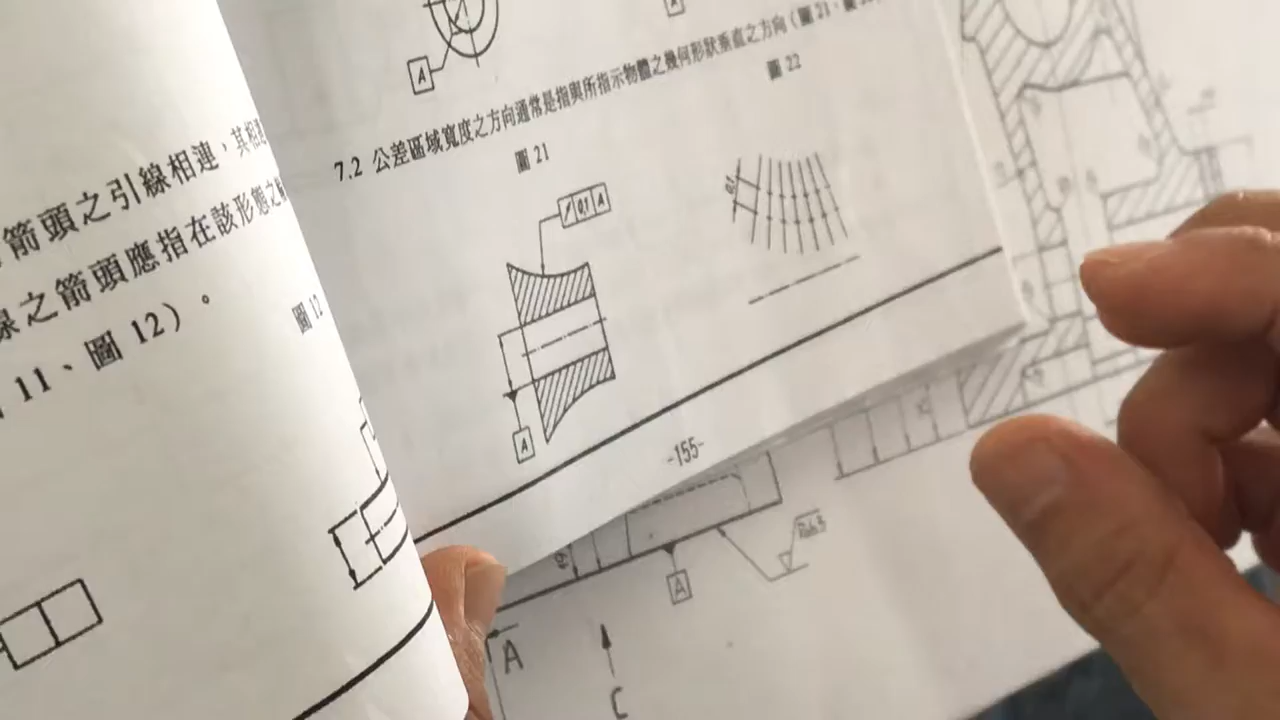 箭頭之引線相連，其
線之箭頭應指在該形態之
11、圖 12）。
圖 12
A
7.2 公差區域寬度之方向通常是指與所指示物體之幾何形狀垂直之方向（圖 21、圖
圖 21
圖 22
0.1 A
0.1
A
-155-
A
A
C